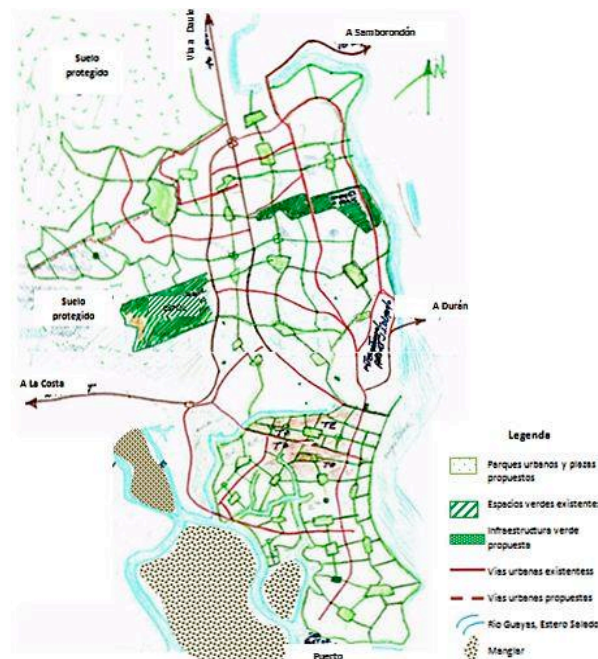 A Samborondón
Vía a Daule
Suelo
protegido
N
Suelo
protegido
A Durán
A La Costa
Legenda
Parques urbanos y plazas
propuestos
Espacios verdes existentes
Infraestructura verde
propuesta
Vías urbanas existentess
Vías urbanas propuestas
Río Guayas, Estero Salado
Manglar
Puerto